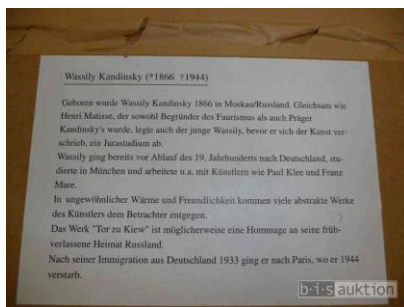 Wassily Kandinsky (*1866 †1944)
Geboren wurde Wassily Kandinsky 1866 in Moskau/Russland. Gleichsam wie
Henri Matisse, der sowohl Begründer des Faurismus als auch Präger
Kandinsky's wurde, legte auch der junge Wassily, bevor er sich der Kunst ver-
schrieb, ein Jurastudium ab.
Wassily ging bereits vor Ablauf des 19. Jahrhunderts nach Deutschland, stu-
dierte in München und arbeitete u.a. mit Künstlern wie Paul Klee und Franz
Mare.
In ungewöhnlicher Wärme und Freundlichkeit kommen viele abstrakte Werke
des Künstlers dem Betrachter entgegen.
Das Werk "Tor zu Kiew" ist möglicherweise eine Hommage an seine früh-
verlassene Heimat Russland.
Nach seiner Immigration aus Deutschland 1933 ging er nach Paris, wo er 1944
verstarb.
b·i·s auktion